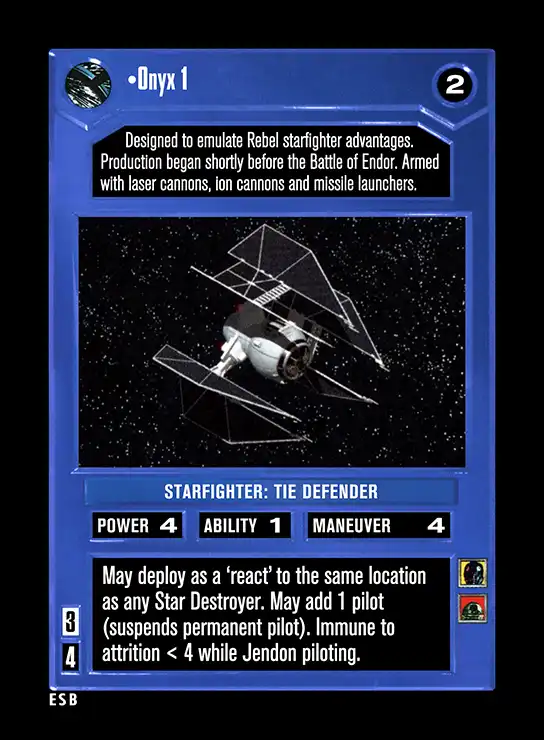 •Onyx 1
2
Designed to emulate Rebel starfighter advantages.
Production began shortly before the Battle of Endor. Armed
with laser cannons, ion cannons and missile launchers.
STARFIGHTER: TIE DEFENDER
POWER 4 ABILITY 1 MANEUVER 4
May deploy as a ‘react’ to the same location
as any Star Destroyer. May add 1 pilot
(suspends permanent pilot). Immune to
attrition < 4 while Jendon piloting.
3
4
ESB